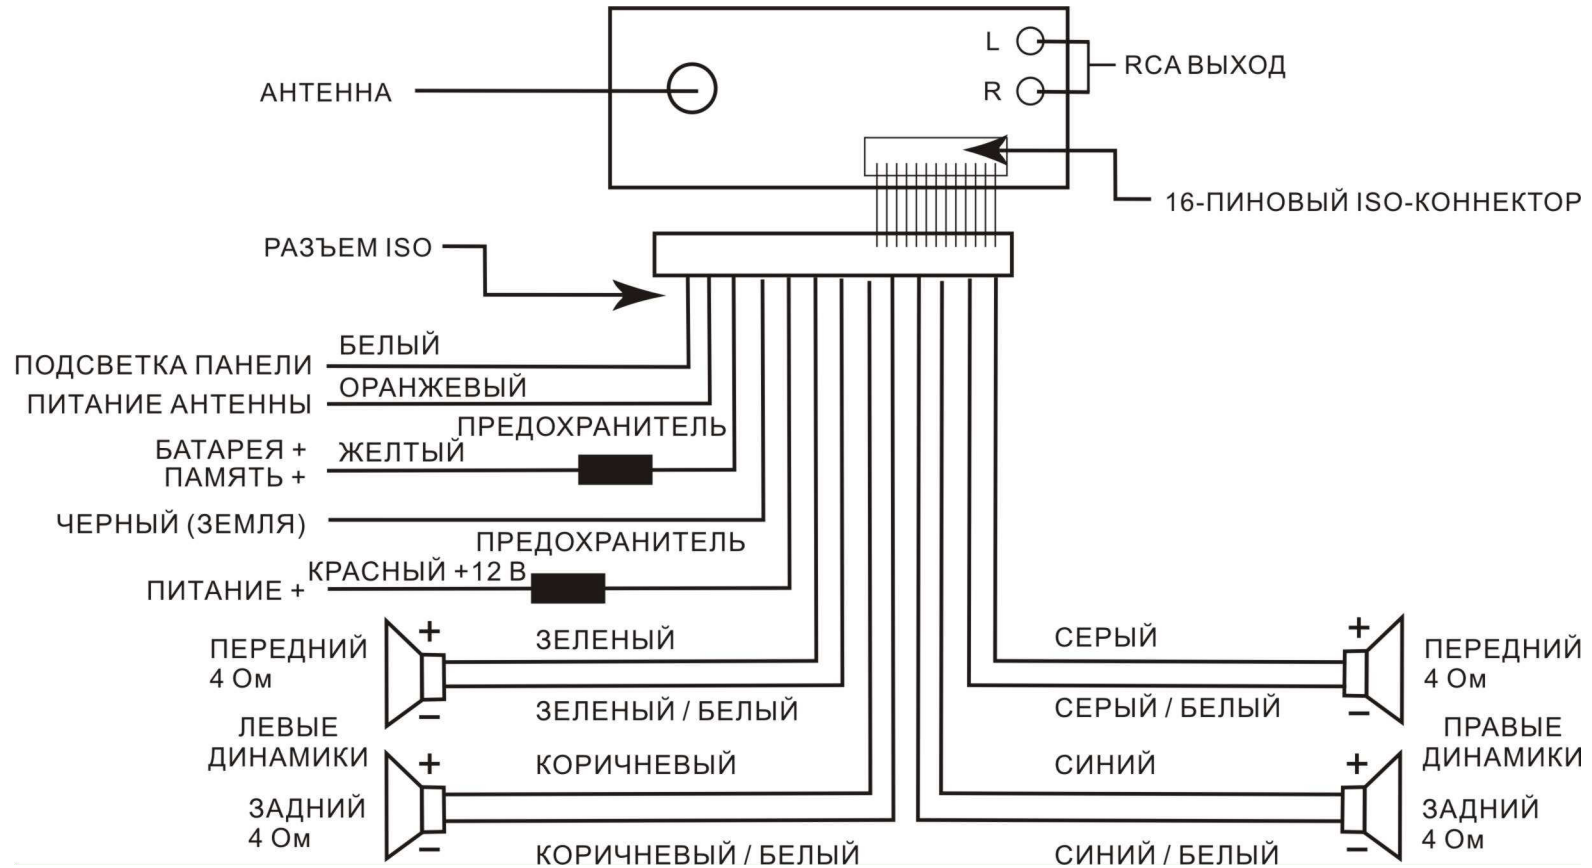 L
RCA ВЫХОД
АНТЕННА
R
16-ПИНОВЫЙ ISO-КОННЕКТОР
РАЗЪЕМ ISO
БЕЛЫЙ
ПОДСВЕТКА ПАНЕЛИ
ОРАНЖЕВЫЙ
ПИТАНИЕ АНТЕННЫ
ПРЕДОХРАНИТЕЛЬ
БАТАРЕЯ +
ПАМЯТЬ +
ЖЕЛТЫЙ
ЧЕРНЫЙ (ЗЕМЛЯ)
ПРЕДОХРАНИТЕЛЬ
КРАСНЫЙ +12 В
ПИТАНИЕ +
ПЕРЕДНИЙ
4 Ом
+
−
ЗЕЛЕНЫЙ
ЗЕЛЕНЫЙ / БЕЛЫЙ
СЕРЫЙ
СЕРЫЙ / БЕЛЫЙ
+
−
ПЕРЕДНИЙ
4 Ом
ЛЕВЫЕ
ДИНАМИКИ
ПРАВЫЕ
ДИНАМИКИ
ЗАДНИЙ
4 Ом
+
−
КОРИЧНЕВЫЙ
КОРИЧНЕВЫЙ / БЕЛЫЙ
СИНИЙ
СИНИЙ / БЕЛЫЙ
+
−
ЗАДНИЙ
4 Ом